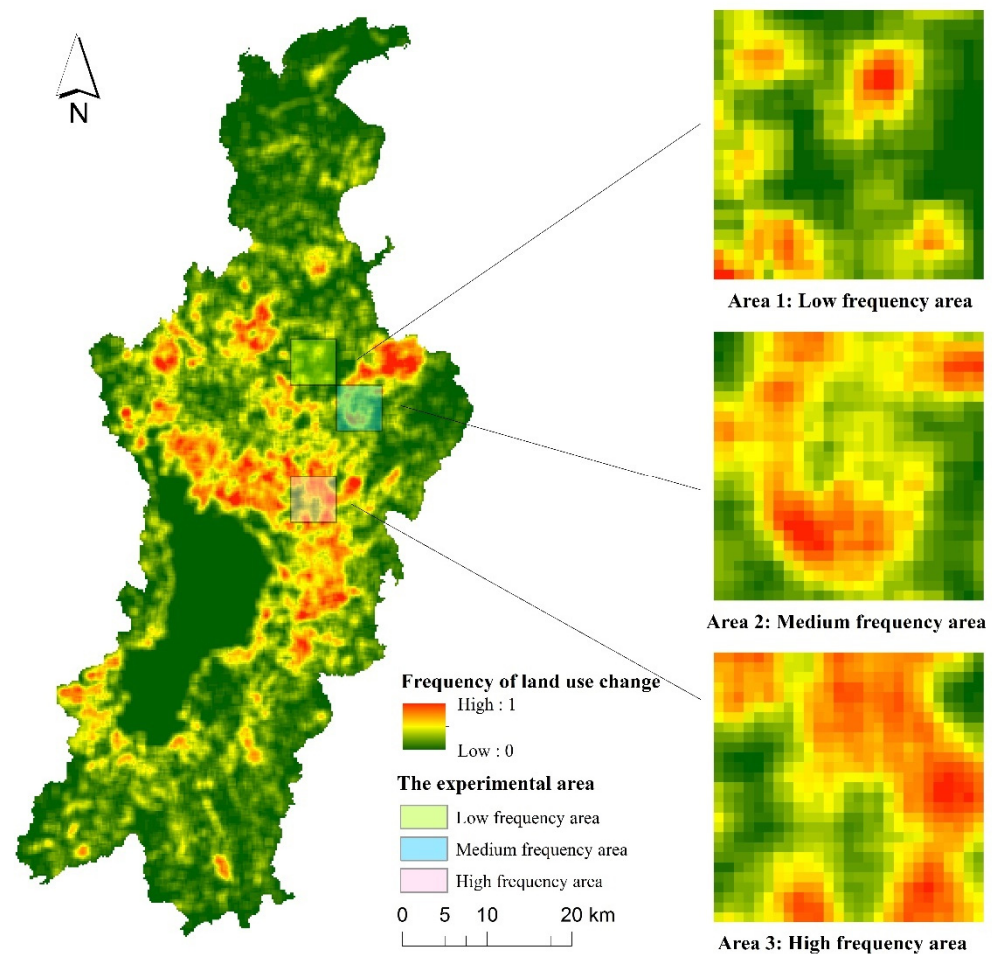 N
Area 1: Low frequency area
Area 2: Medium frequency area
Frequency of land use change
High : 1
Low : 0
The experimental area
Low frequency area
Medium frequency area
High frequency area
0 5 10 20 km
Area 3: High frequency area